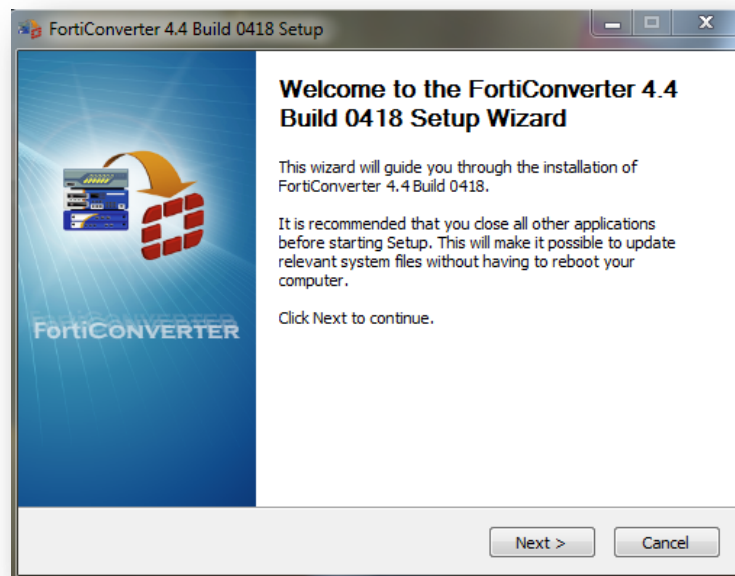 FortiConverter 4.4 Build 0418 Setup
Welcome to the FortiConverter 4.4
Build 0418 Setup Wizard
This wizard will guide you through the installation of
FortiConverter 4.4 Build 0418.
It is recommended that you close all other applications
before starting Setup. This will make it possible to update
relevant system files without having to reboot your
computer.
Click Next to continue.
FORTICONVERTER
Next >
Cancel